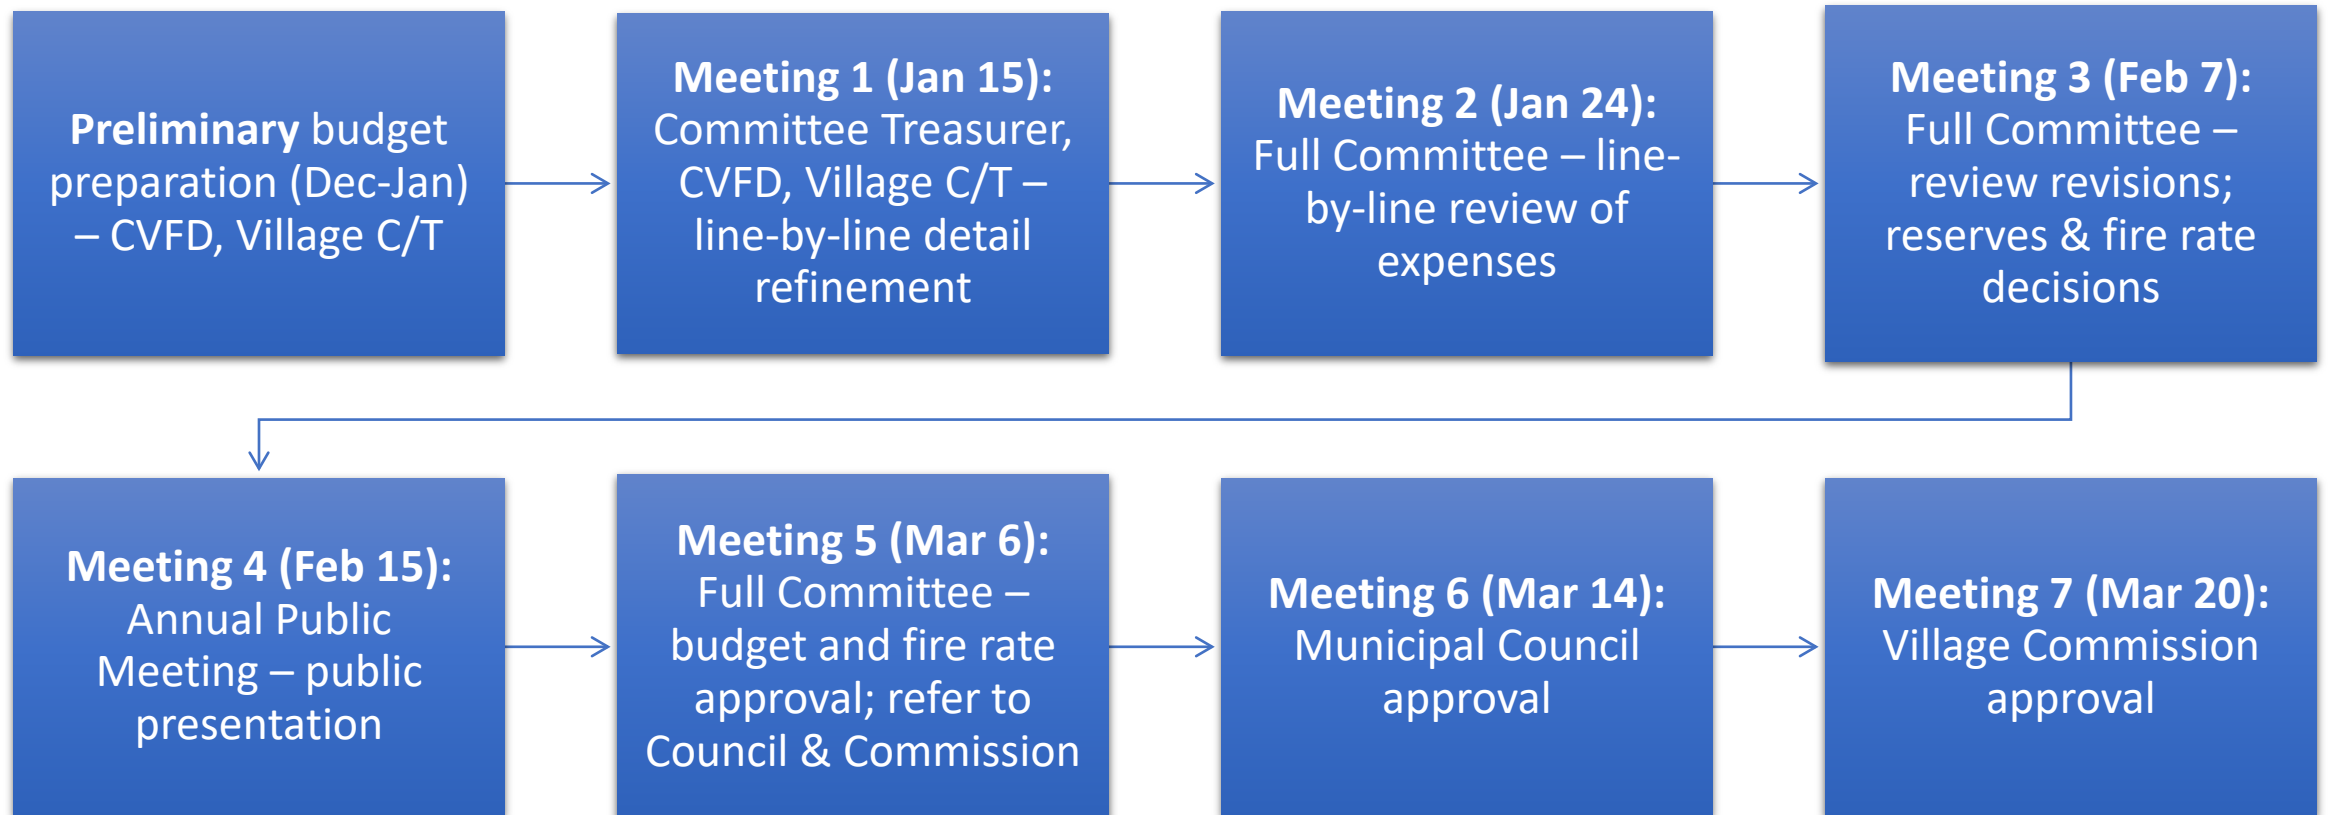 Preliminary budget
preparation (Dec-Jan)
– CVFD, Village C/T
Meeting 1 (Jan 15):
Committee Treasurer,
CVFD, Village C/T –
line-by-line detail
refinement
Meeting 2 (Jan 24):
Full Committee – line-
by-line review of
expenses
Meeting 3 (Feb 7):
Full Committee –
review revisions;
reserves & fire rate
decisions
Meeting 4 (Feb 15):
Annual Public
Meeting – public
presentation
Meeting 5 (Mar 6):
Full Committee –
budget and fire rate
approval; refer to
Council & Commission
Meeting 6 (Mar 14):
Municipal Council
approval
Meeting 7 (Mar 20):
Village Commission
approval